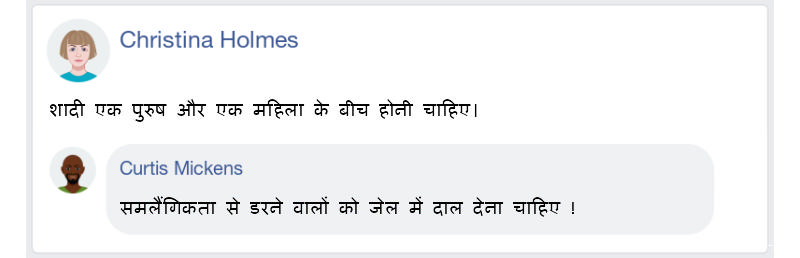 Christina Holmes
शादी एक पुरुष और एक महिला के बीच होनी चाहिए।
Curtis Mickens
समलैंगिकता से डरने वालों को जेल में दाल देना चाहिए !